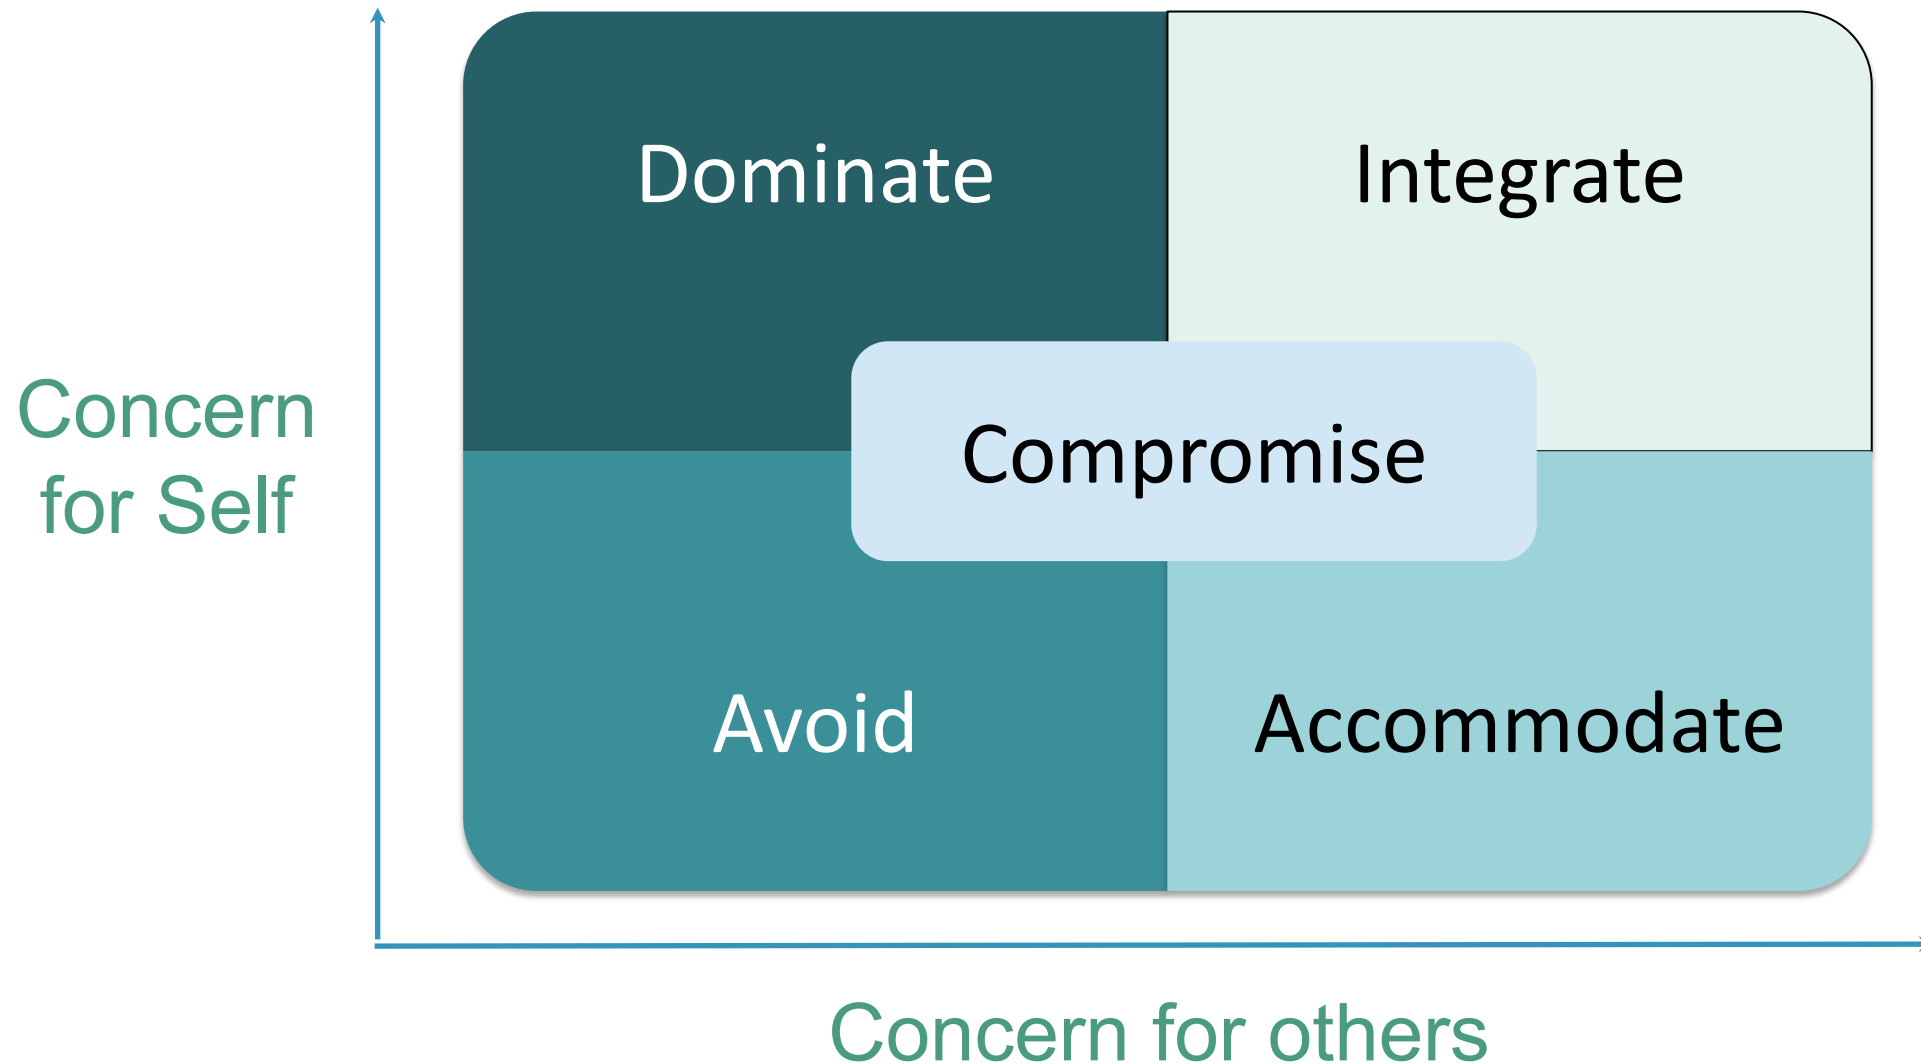 Dominate
Integrate
Concern
for Self
Compromise
Avoid
Accommodate
Concern for others